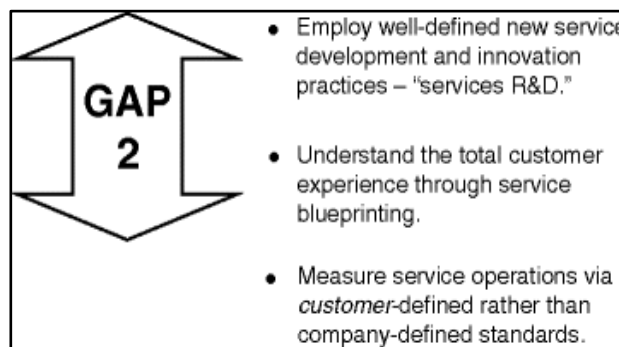 GAP
2
• Employ well-defined new service
development and innovation
practices – “services R&D.”
• Understand the total customer
experience through service
blueprinting.
• Measure service operations via
customer-defined rather than
company-defined standards.